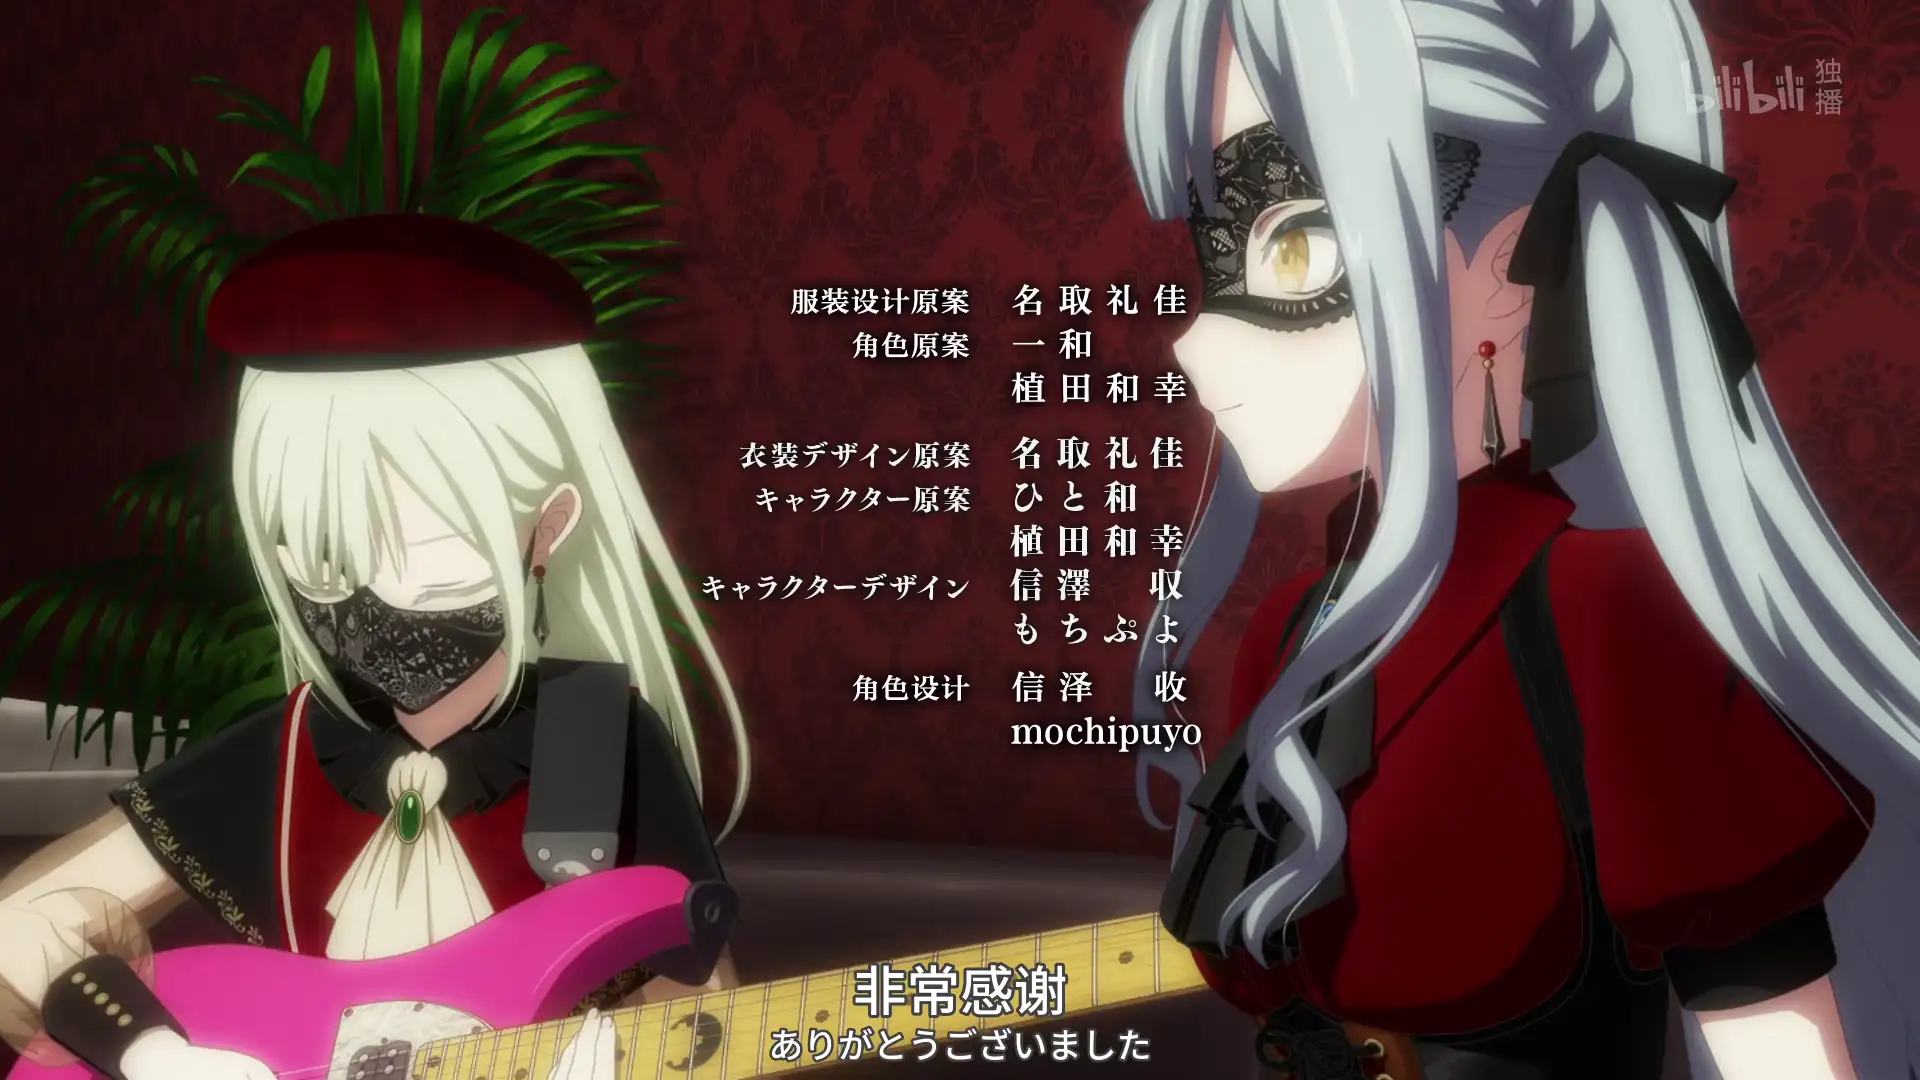 bilibili 独播
服装设计原案 名取礼佳
角色原案 一和
植田和幸
衣装デザイン原案 名取礼佳
キャラクター原案 ひと和
植田和幸
キャラクターデザイン 信澤 収
もちぷよ
角色设计 信泽 收
mochipuyo
非常感谢
ありがとうございました